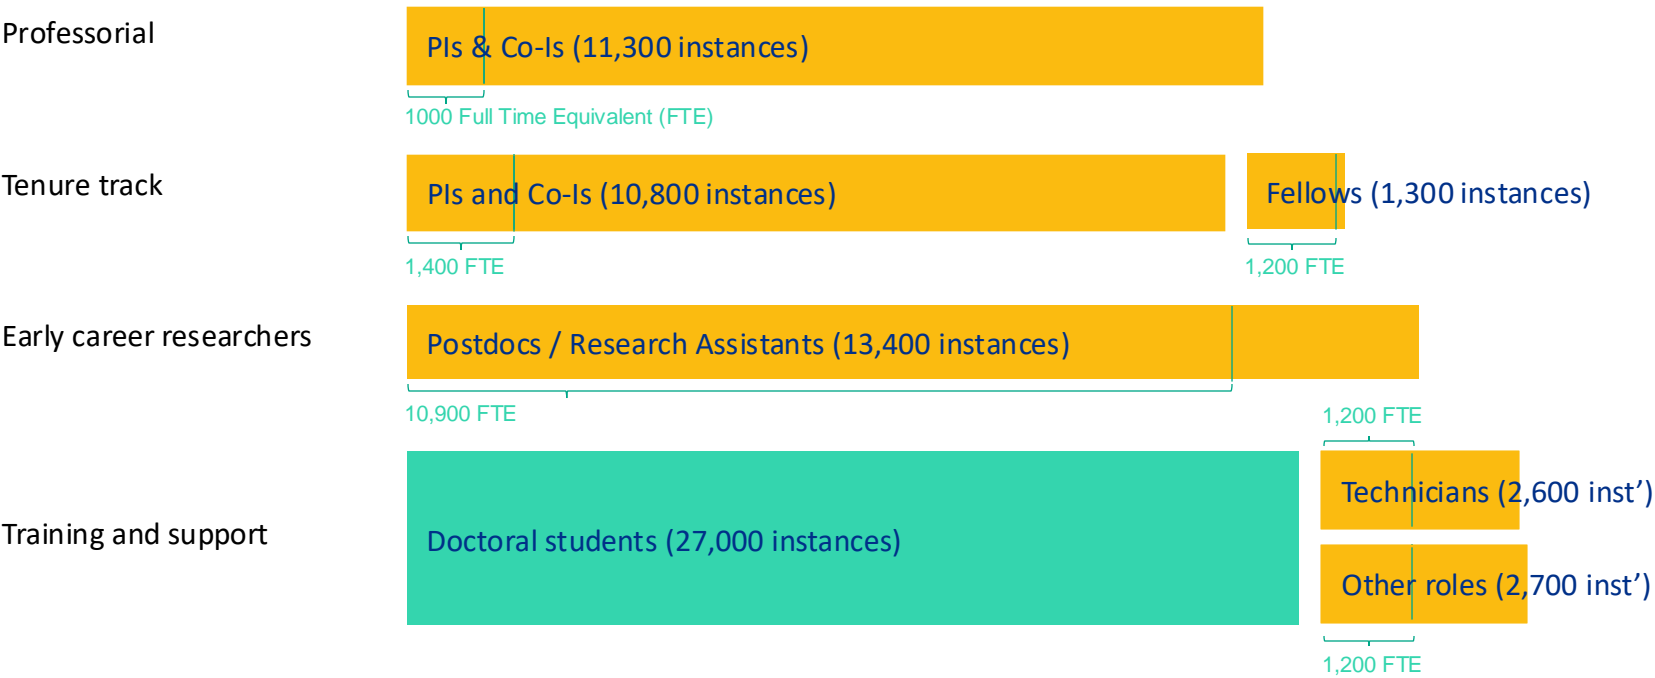 Professorial
PIs & Co-Is (11,300 instances)
1000 Full Time Equivalent (FTE)
Tenure track
PIs and Co-Is (10,800 instances)
Fellows (1,300 instances)
1,400 FTE
1,200 FTE
Early career researchers
Postdocs / Research Assistants (13,400 instances)
10,900 FTE
1,200 FTE
Training and support
Doctoral students (27,000 instances)
Technicians (2,600 inst’)
Other roles (2,700 inst’)
1,200 FTE